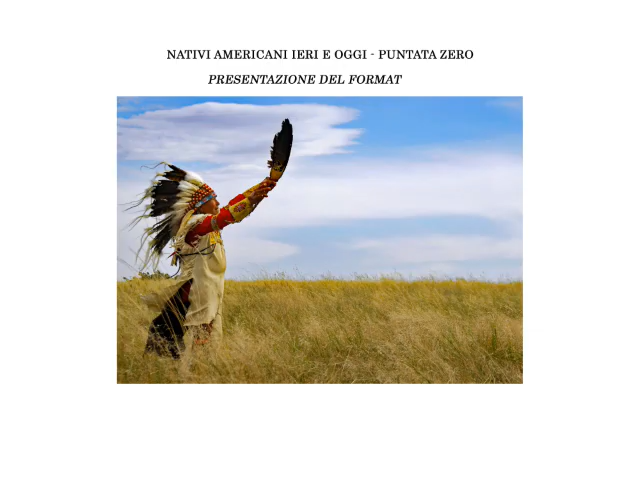 NATIVI AMERICANI IERI E OGGI - PUNTATA ZERO
PRESENTAZIONE DEL FORMAT